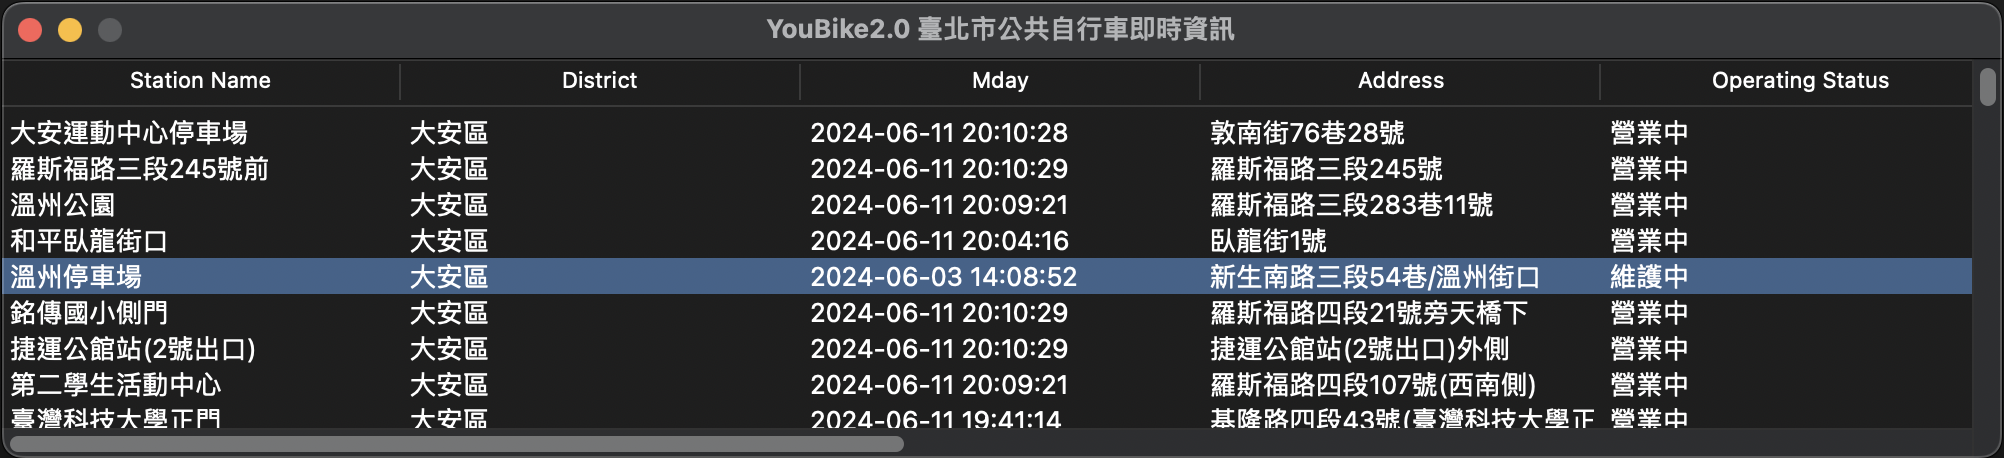 YouBike2.0 臺北市公共自行車即時資訊
Station Name District Mday Address Operating Status
大安運動中心停車場 大安區 2024-06-11 20:10:28 敦南街76巷28號 營業中
羅斯福路三段245號前 大安區 2024-06-11 20:10:29 羅斯福路三段245號 營業中
溫州公園 大安區 2024-06-11 20:09:21 羅斯福路三段283巷11號 營業中
和平臥龍街口 大安區 2024-06-11 20:04:16 臥龍街1號 營業中
溫州停車場 大安區 2024-06-03 14:08:52 新生南路三段54巷/溫州街口 維護中
銘傳國小側門 大安區 2024-06-11 20:10:29 羅斯福路四段21號旁天橋下 營業中
捷運公館站(2號出口) 大安區 2024-06-11 20:10:29 捷運公館站(2號出口)外側 營業中
第二學生活動中心 大安區 2024-06-11 20:09:21 羅斯福路四段107號(西南側) 營業中
臺灣科技大學正門 大安區 2024-06-11 19:41:14 基隆路四段43號(臺灣科技大學正 營業中